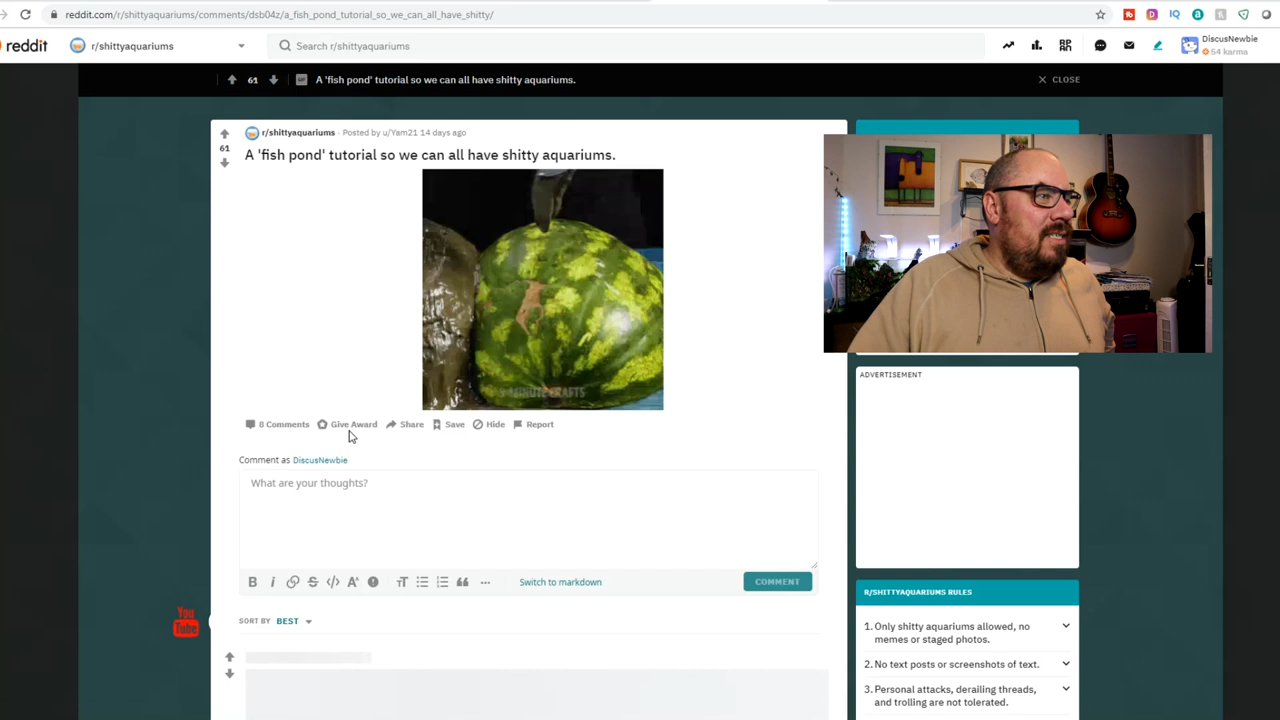 reddit.com/r/shittyaquariums/comments/dsb04z/a_fish_pond_tutorial_so_we_can_all_have_shitty/
reddit
r/shittyaquariums
Search r/shittyaquariums
DiscusNewbie
54 karma
61
A 'fish pond' tutorial so we can all have shitty aquariums.
CLOSE
r/shittyaquariums · Posted by u/Yam21 14 days ago
61
A 'fish pond' tutorial so we can all have shitty aquariums.
5 MINUTE CRAFTS
8 Comments Give Award Share Save Hide Report
ADVERTISEMENT
Comment as DiscusNewbie
What are your thoughts?
Switch to markdown
COMMENT
You
Tube
SORT BY BEST
R/SHITTYAQUARIUMS RULES
1. Only shitty aquariums allowed, no
memes or staged photos.
2. No text posts or screenshots of text.
3. Personal attacks, derailing threads,
and trolling are not tolerated.